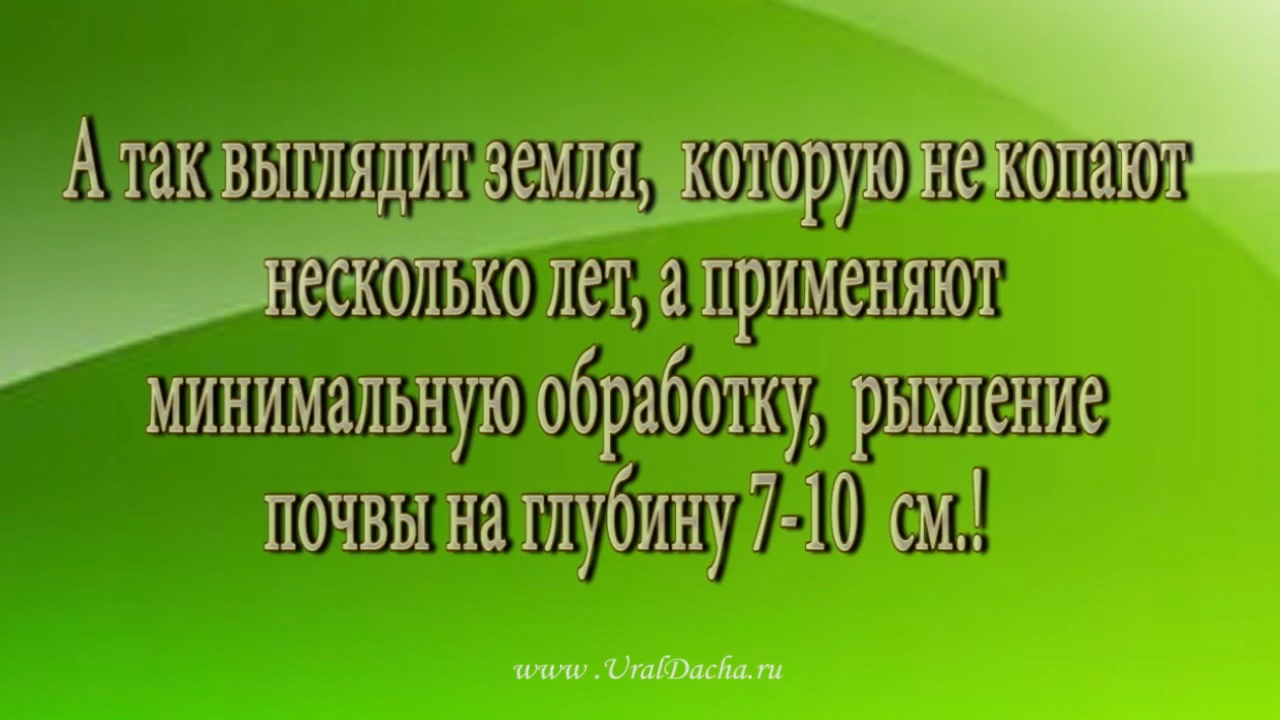 А так выглядит земля, которую не копают
несколько лет, а применяют
минимальную обработку, рыхление
почвы на глубину 7-10 см.!
www .UralDacha.ru